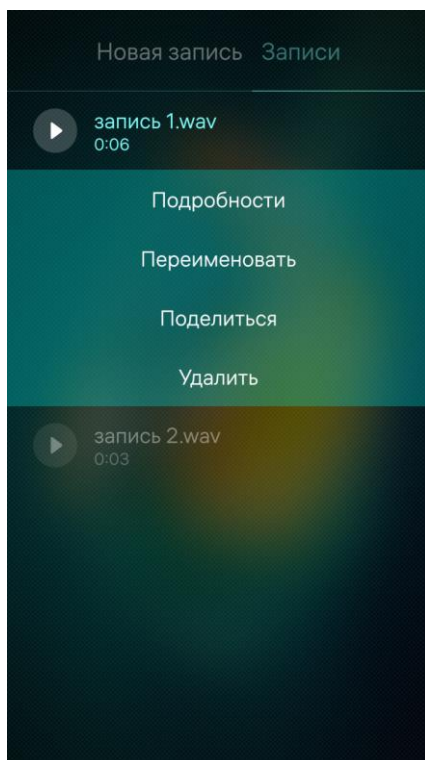 Новая запись Записи
запись 1.wav
0:06
Подробности
Переименовать
Поделиться
Удалить
запись 2.wav
0:03